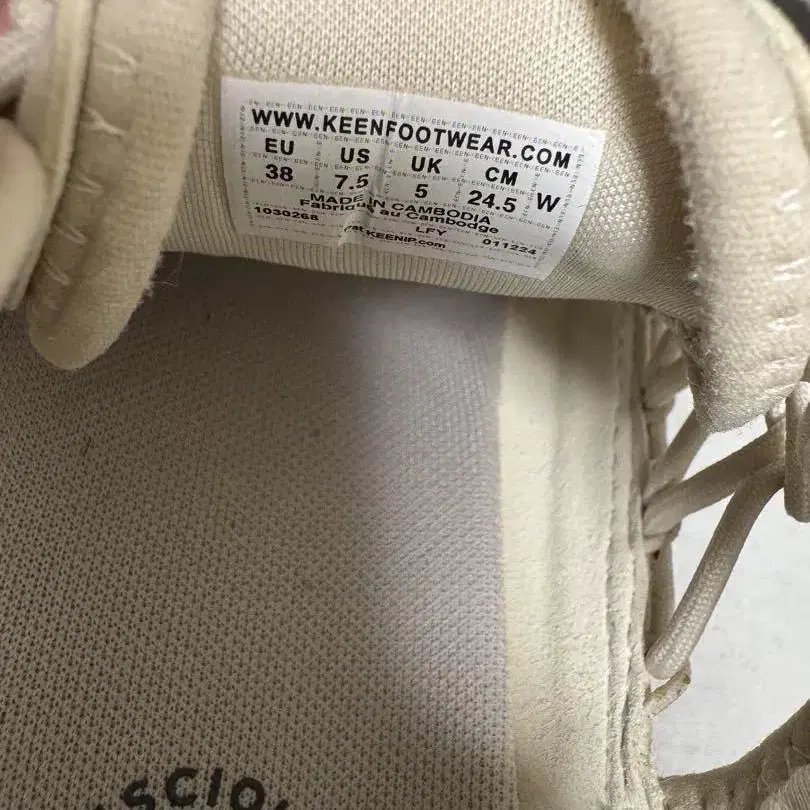 WWW.KEENFOOTWEAR.COM
EU US UK CM
38 7.5 5 24.5 W
MADE IN CAMBODIA
Fabriqué au Cambodge
1030268 LFY 011224
KEENIP.com